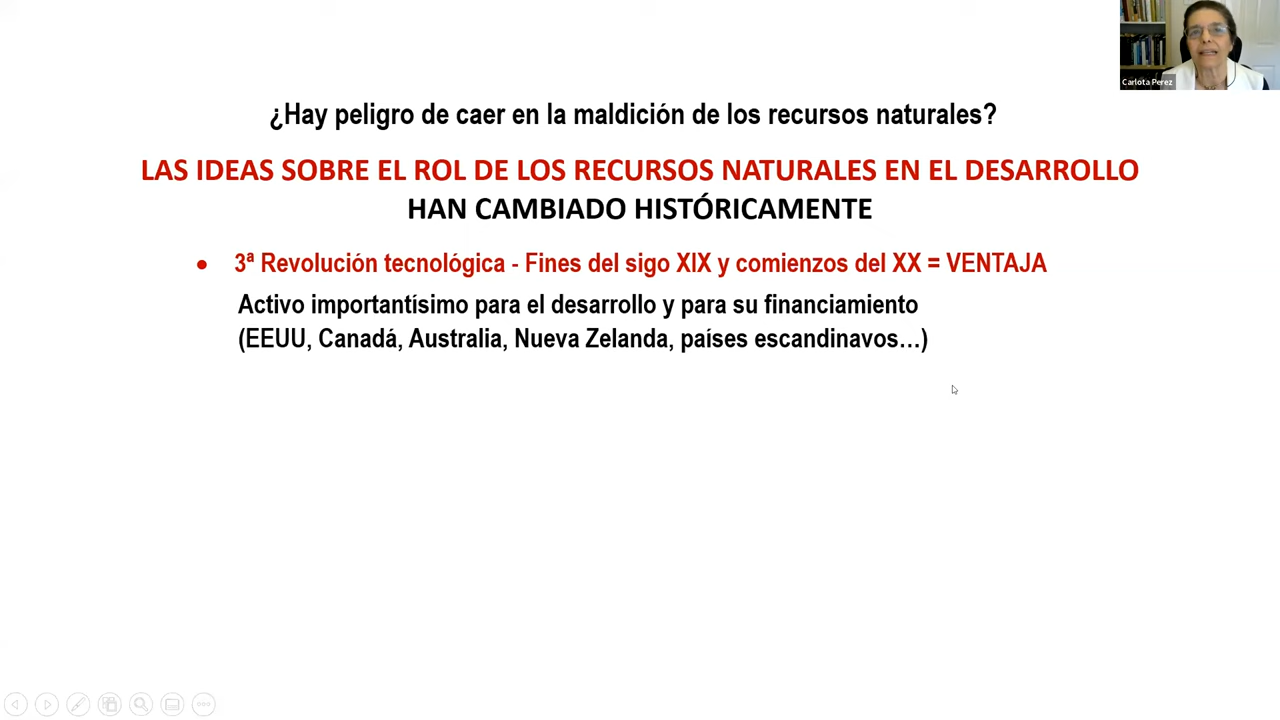 Carlota Perez
¿Hay peligro de caer en la maldición de los recursos naturales?
LAS IDEAS SOBRE EL ROL DE LOS RECURSOS NATURALES EN EL DESARROLLO
HAN CAMBIADO HISTÓRICAMENTE
• 3ª Revolución tecnológica - Fines del sigo XIX y comienzos del XX = VENTAJA
Activo importantísimo para el desarrollo y para su financiamiento
(EEUU, Canadá, Australia, Nueva Zelanda, países escandinavos…)